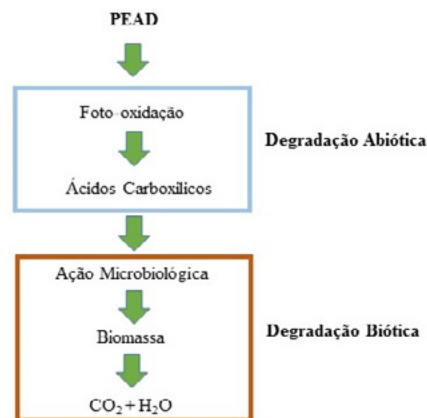 PEAD
Foto-oxidação
Degradação Abiótica
Ácidos Carboxílicos
Ação Microbiológica
Biomassa
Degradação Biótica
CO₂ + H₂O